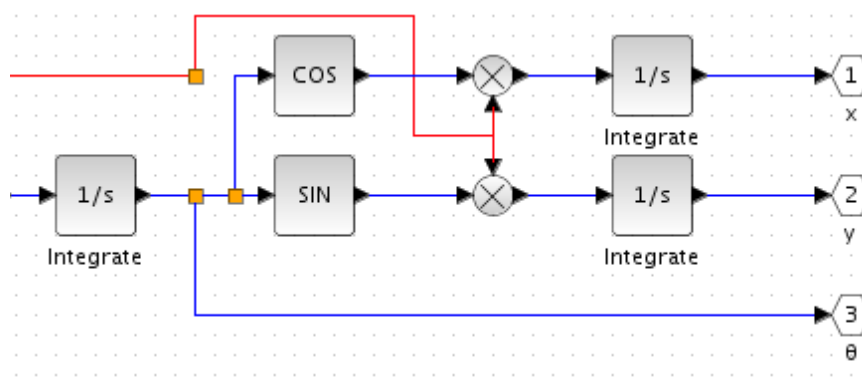 COS
1/s
1
Integrate
x
1/s
SIN
1/s
2
Integrate
Integrate
y
3
θ